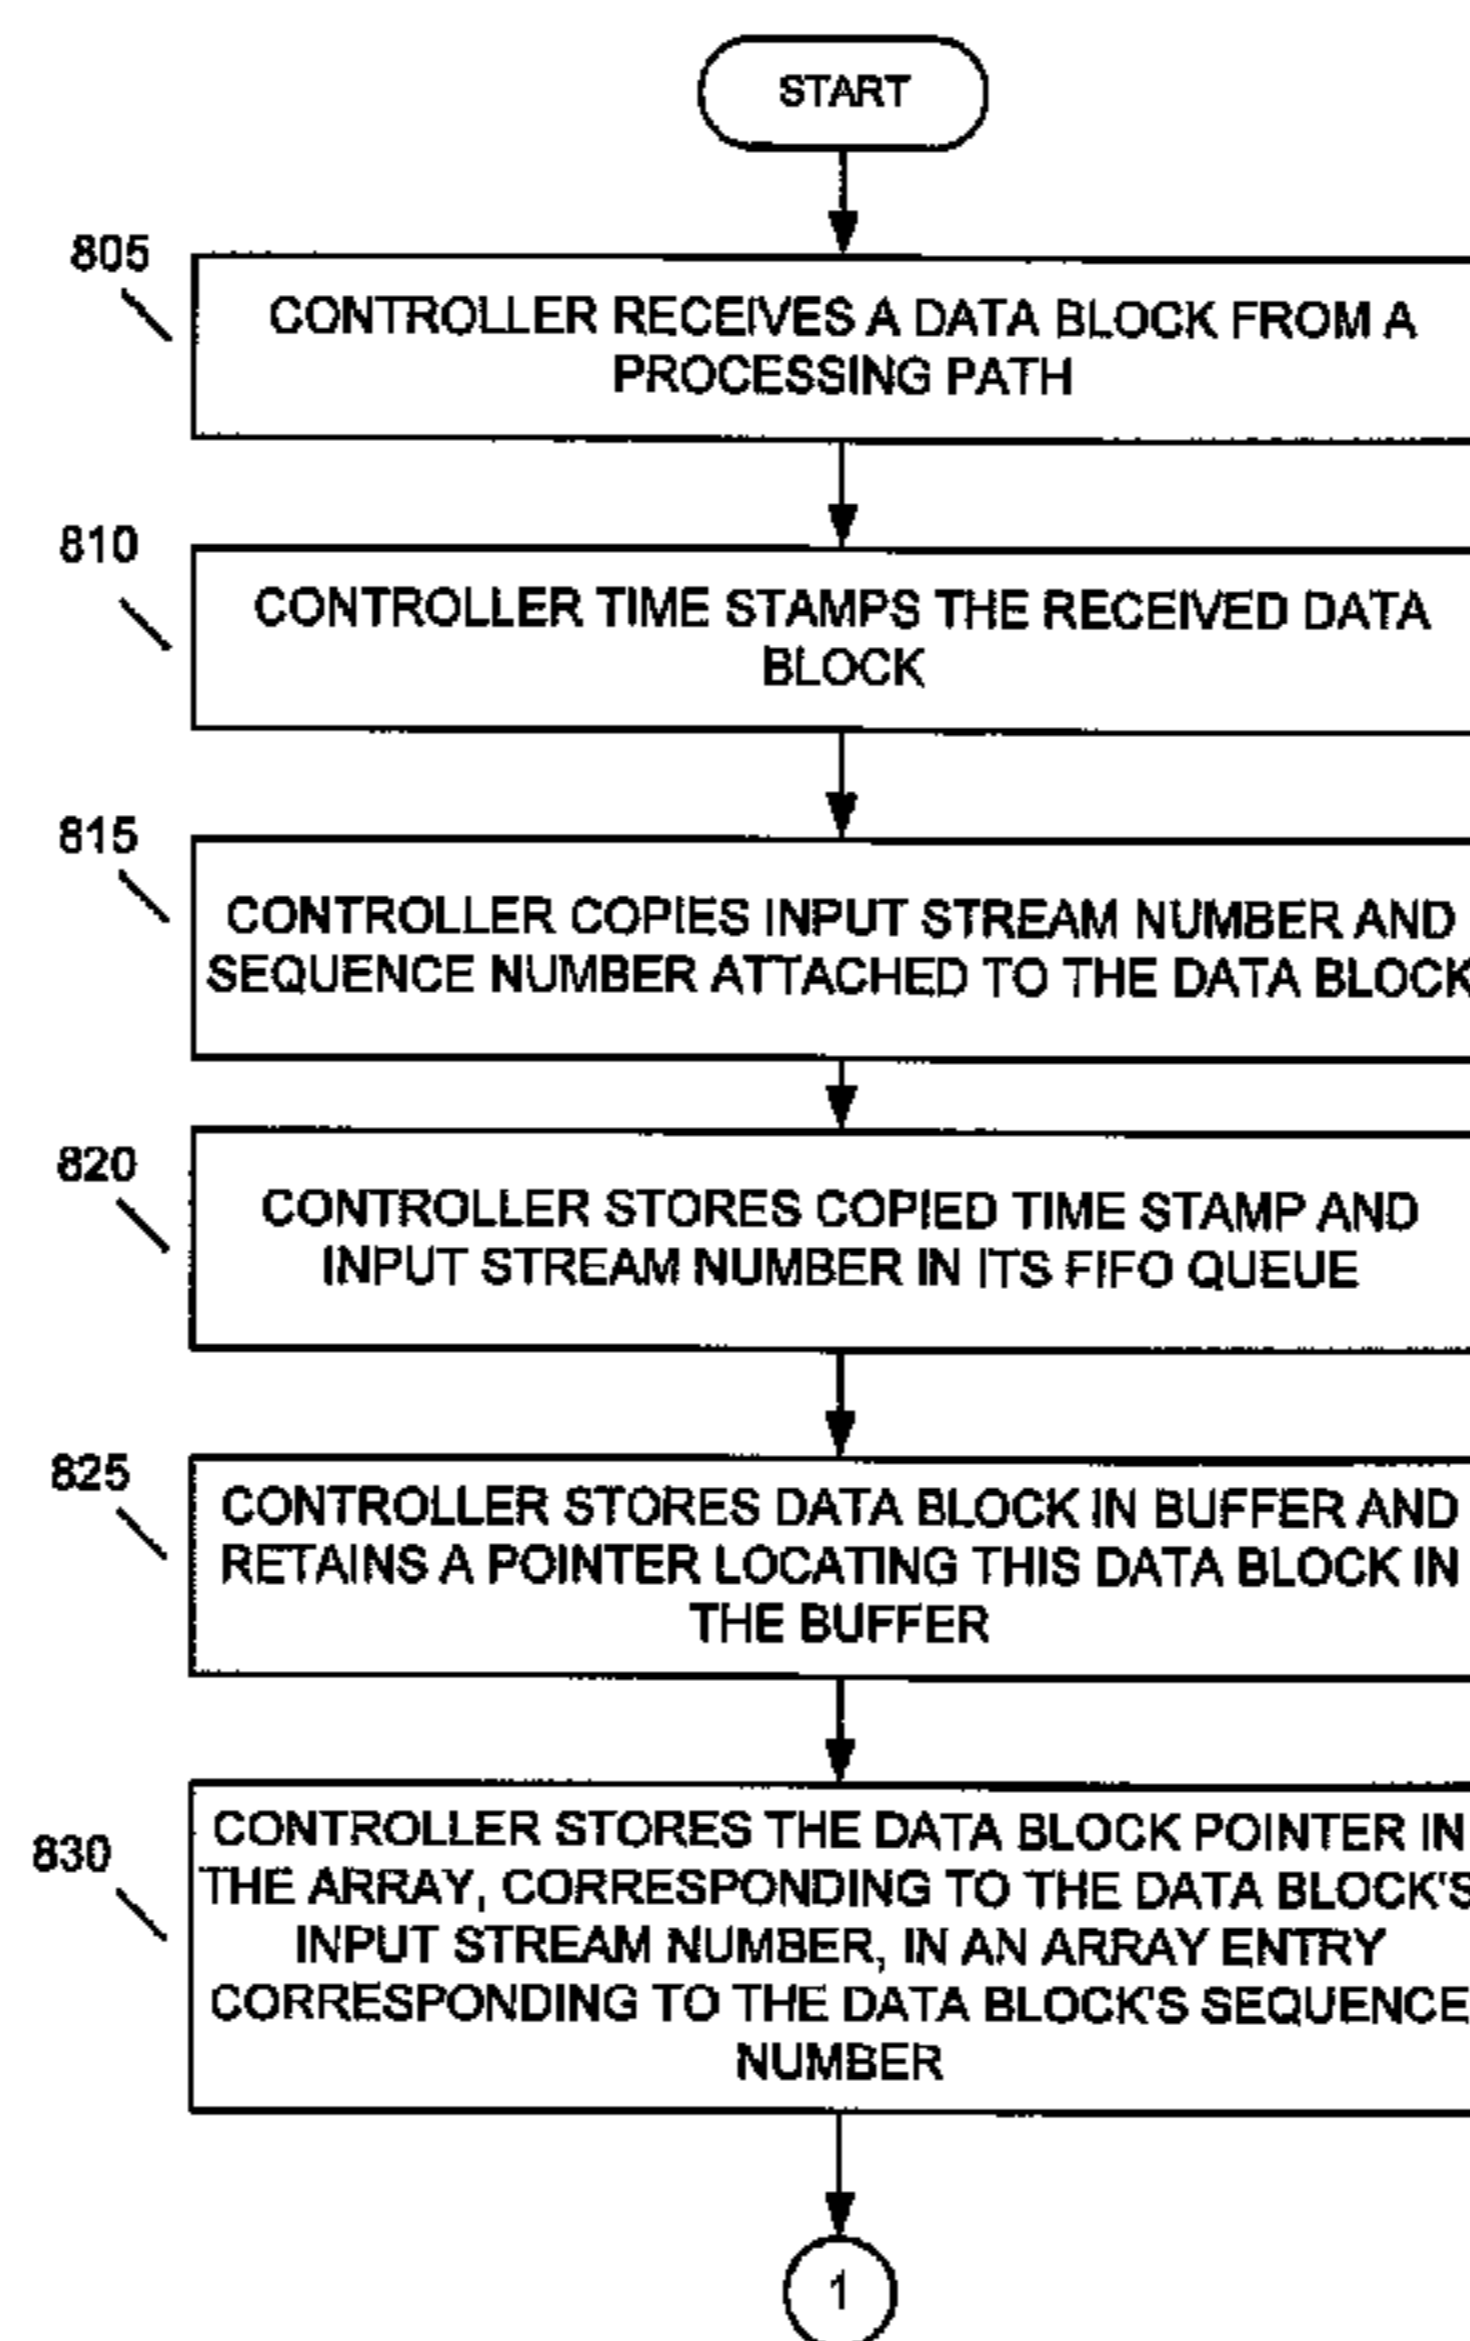 START
805
CONTROLLER RECEIVES A DATA BLOCK FROM A
PROCESSING PATH
810
CONTROLLER TIME STAMPS THE RECEIVED DATA
BLOCK
815
CONTROLLER COPIES INPUT STREAM NUMBER AND
SEQUENCE NUMBER ATTACHED TO THE DATA BLOCK
820
CONTROLLER STORES COPIED TIME STAMP AND
INPUT STREAM NUMBER IN ITS FIFO QUEUE
825
CONTROLLER STORES DATA BLOCK IN BUFFER AND
RETAINS A POINTER LOCATING THIS DATA BLOCK IN
THE BUFFER
830
CONTROLLER STORES THE DATA BLOCK POINTER IN
THE ARRAY, CORRESPONDING TO THE DATA BLOCK'S
INPUT STREAM NUMBER, IN AN ARRAY ENTRY
CORRESPONDING TO THE DATA BLOCK'S SEQUENCE
NUMBER
1